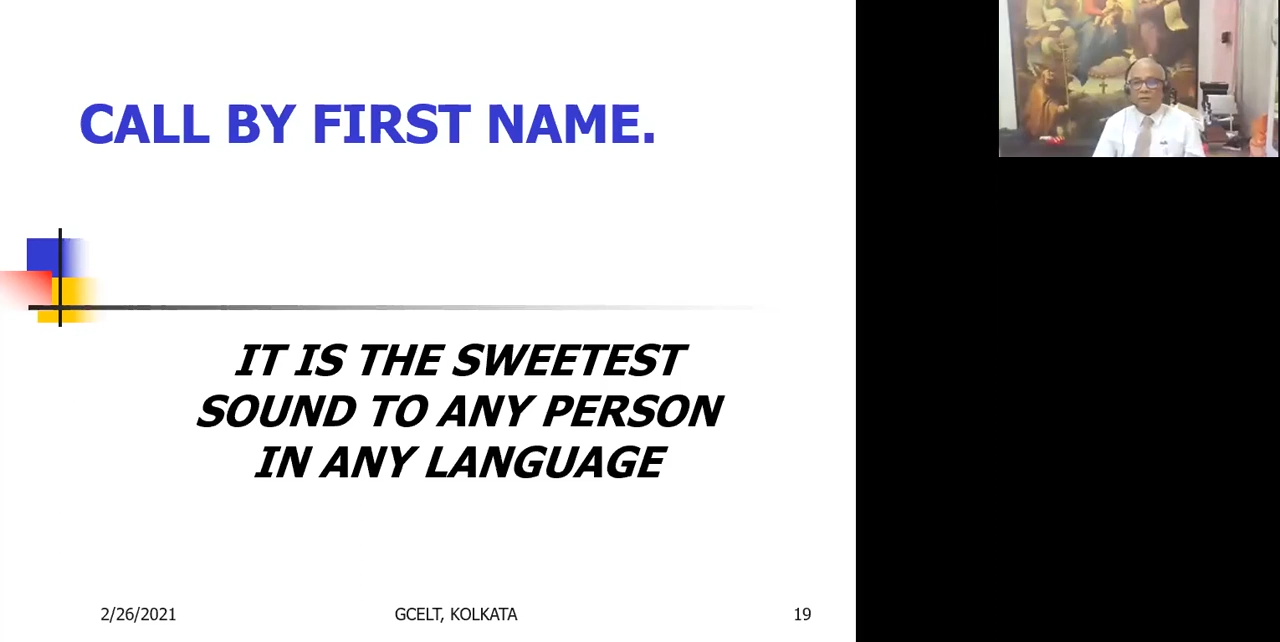 CALL BY FIRST NAME.
IT IS THE SWEETEST
SOUND TO ANY PERSON
IN ANY LANGUAGE
2/26/2021 GCELT, KOLKATA 19